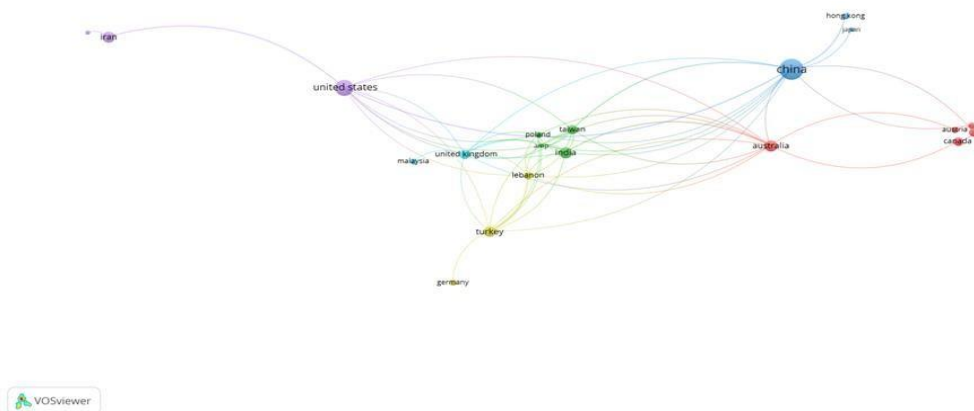 hong kong
japan
iran
china
united states
taiwan
poland
austria
canada
australia
india
united kingdom
malaysia
lebanon
turkey
germany
VOSviewer